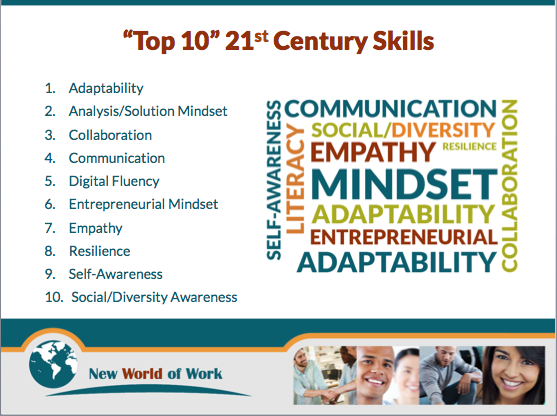 “Top 10” 21st Century Skills
1. Adaptability
2. Analysis/Solution Mindset
3. Collaboration
4. Communication
5. Digital Fluency
6. Entrepreneurial Mindset
7. Empathy
8. Resilience
9. Self-Awareness
10. Social/Diversity Awareness
SELF-AWARENESS
LITERACY
COMMUNICATION
SOCIAL/DIVERSITY
EMPATHY
RESILIENCE
MINDSET
ADAPTABILITY
ENTREPRENEURIAL
ADAPTABILITY
COLLABORATION
New World of Work